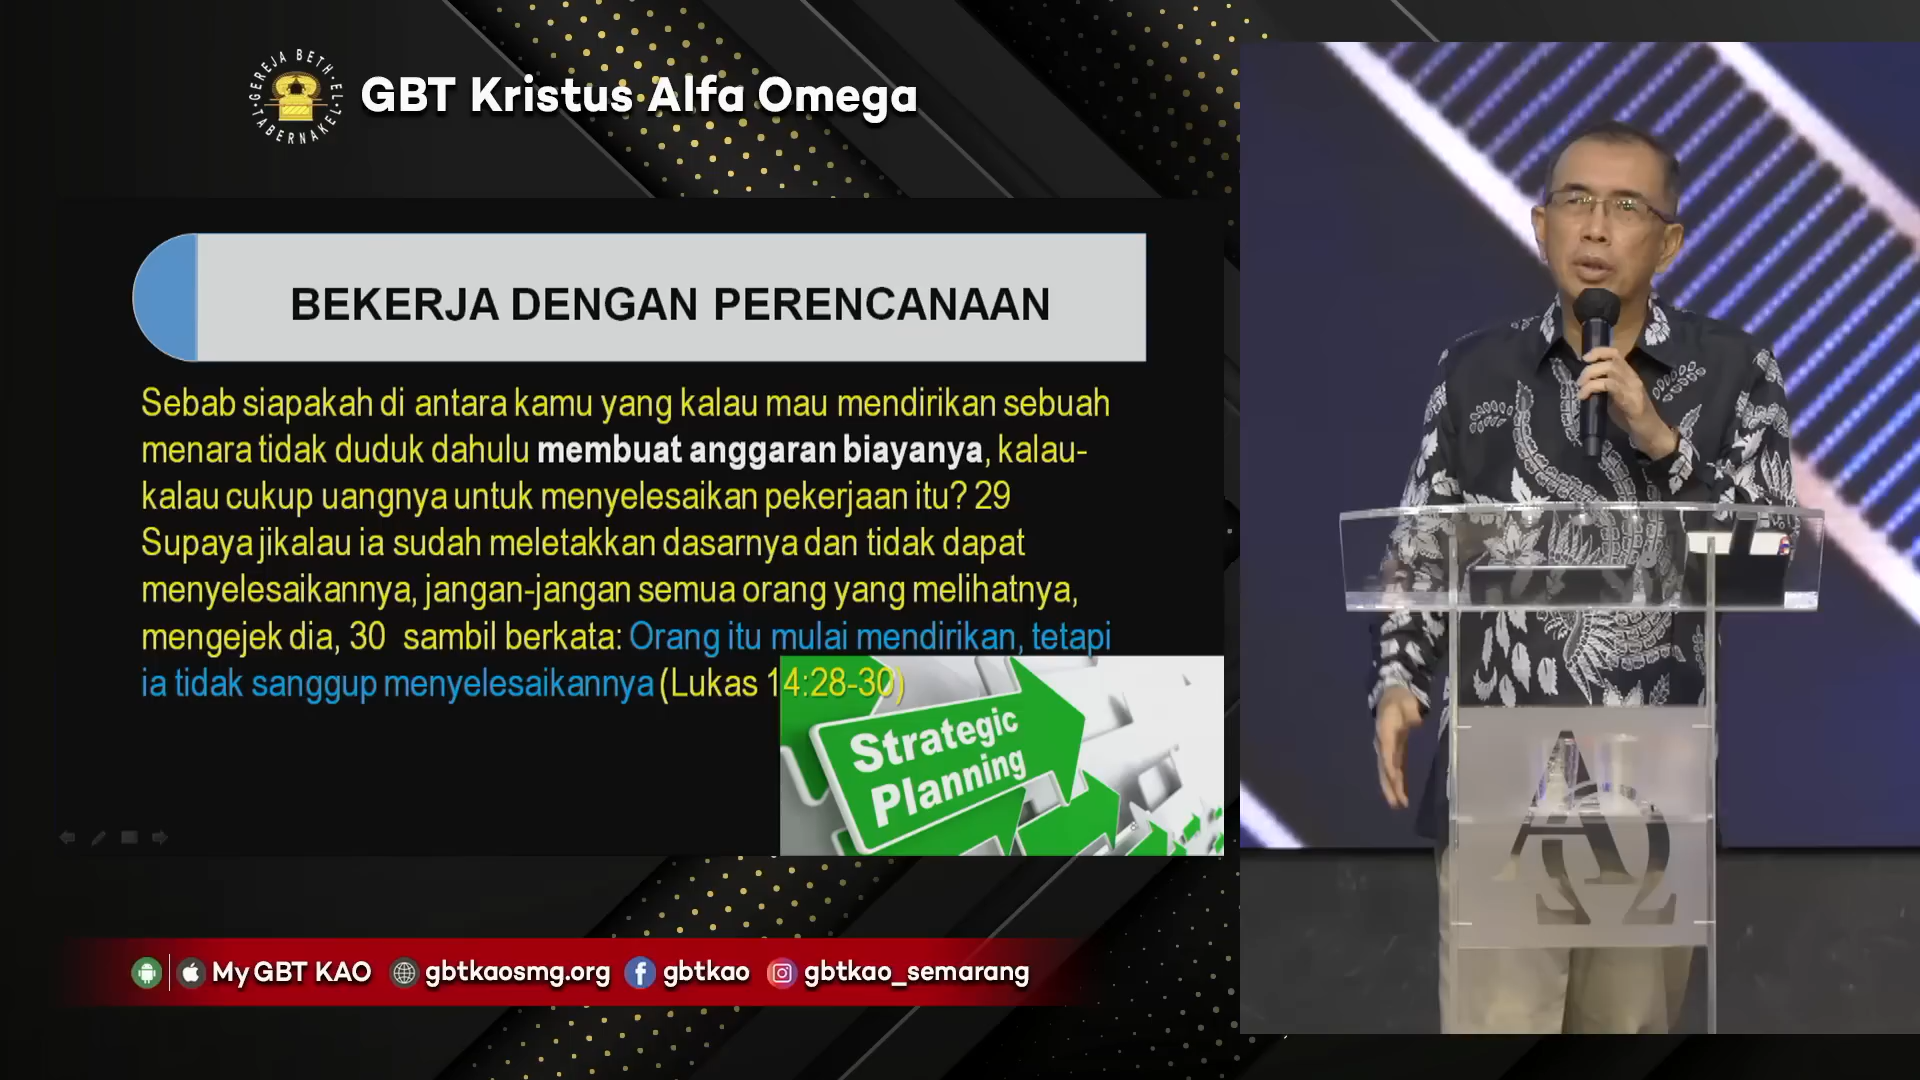 GEREJA BETH-EL
TABERNAKEL
GBT Kristus Alfa Omega
BEKERJA DENGAN PERENCANAAN
Sebab siapakah di antara kamu yang kalau mau mendirikan sebuah
menara tidak duduk dahulu membuat anggaran biayanya, kalau-
kalau cukup uangnya untuk menyelesaikan pekerjaan itu? 29
Supaya jikalau ia sudah meletakkan dasarnya dan tidak dapat
menyelesaikannya, jangan-jangan semua orang yang melihatnya,
mengejek dia, 30 sambil berkata: Orang itu mulai mendirikan, tetapi
ia tidak sanggup menyelesaikannya (Lukas 14:28-30)
Strategic
Planning
My GBT KAO gbtkaosmg.org gbtkao gbtkao_semarang
ΑΩ